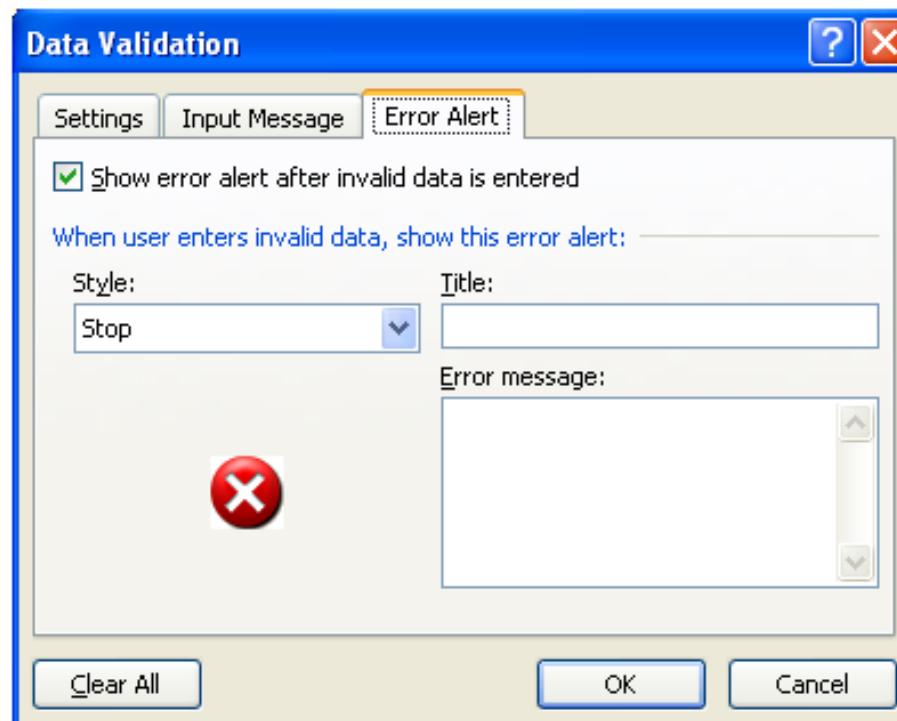 Data Validation
Settings Input Message Error Alert
Show error alert after invalid data is entered
When user enters invalid data, show this error alert:
Style: Title:
Stop
Error message:
Clear All OK Cancel